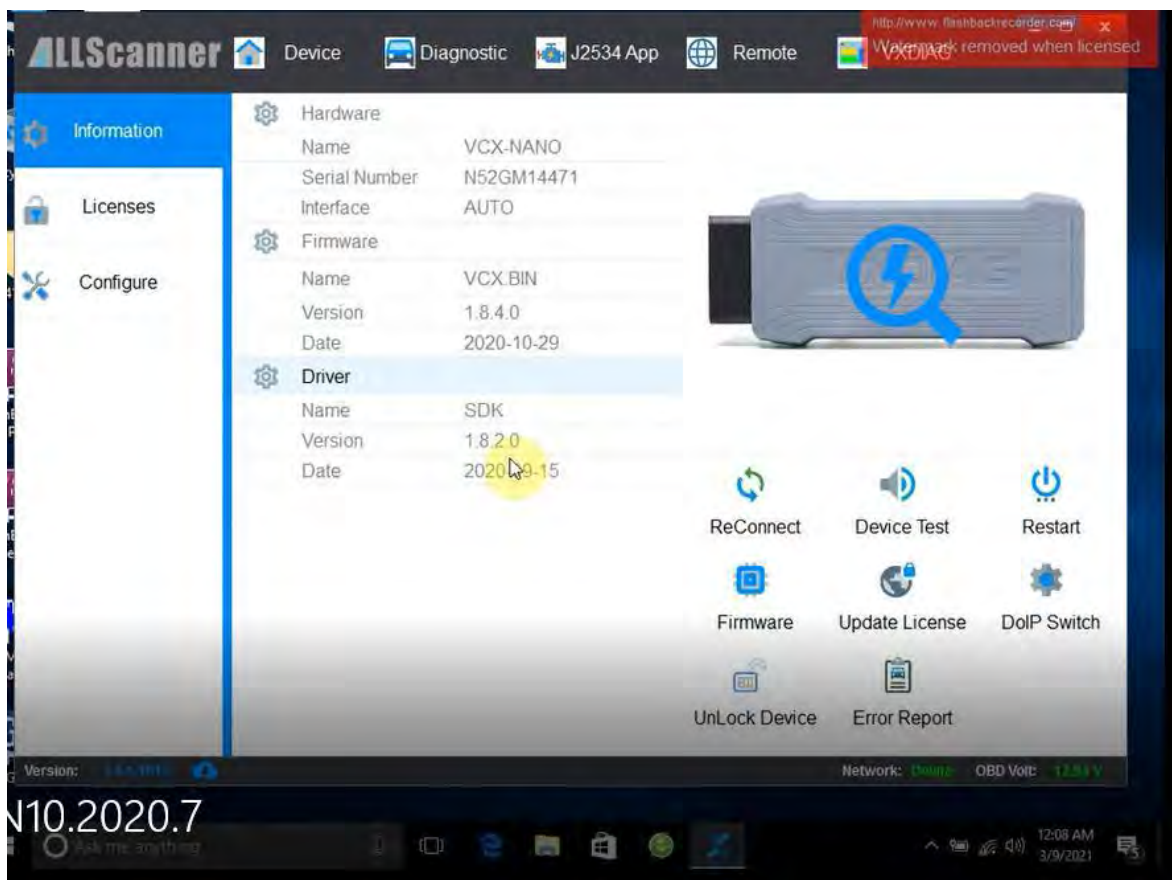 http://www.flashbackrecorder.com/
Watermark removed when licensed
ALLScanner
Device
Diagnostic
J2534 App
Remote
VXDIAG
Information
Licenses
Configure
Hardware
Name VCX-NANO
Serial Number N52GM14471
Interface AUTO
Firmware
Name VCX.BIN
Version 1.8.4.0
Date 2020-10-29
Driver
Name SDK
Version 1.8.2.0
Date 2020-09-15
ReConnect
Device Test
Restart
Firmware
Update License
DoIP Switch
UnLock Device
Error Report
Version:
Network: Online OBD Volt:
N10.2020.7
Ask me anything
12:08 AM
3/9/2021